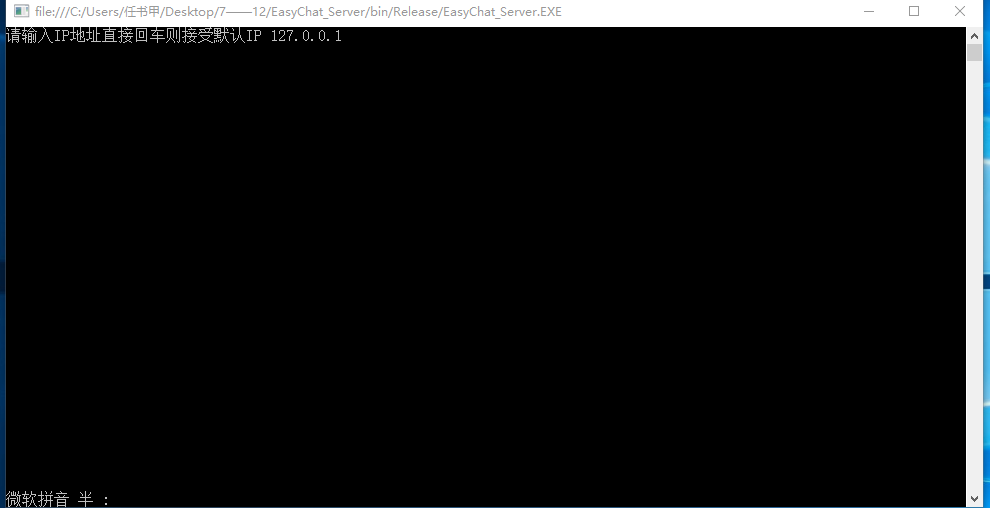 file:///C:/Users/任书甲/Desktop/7——12/EasyChat_Server/bin/Release/EasyChat_Server.EXE
请输入IP地址直接回车则接受默认IP 127.0.0.1
微软拼音 半 :